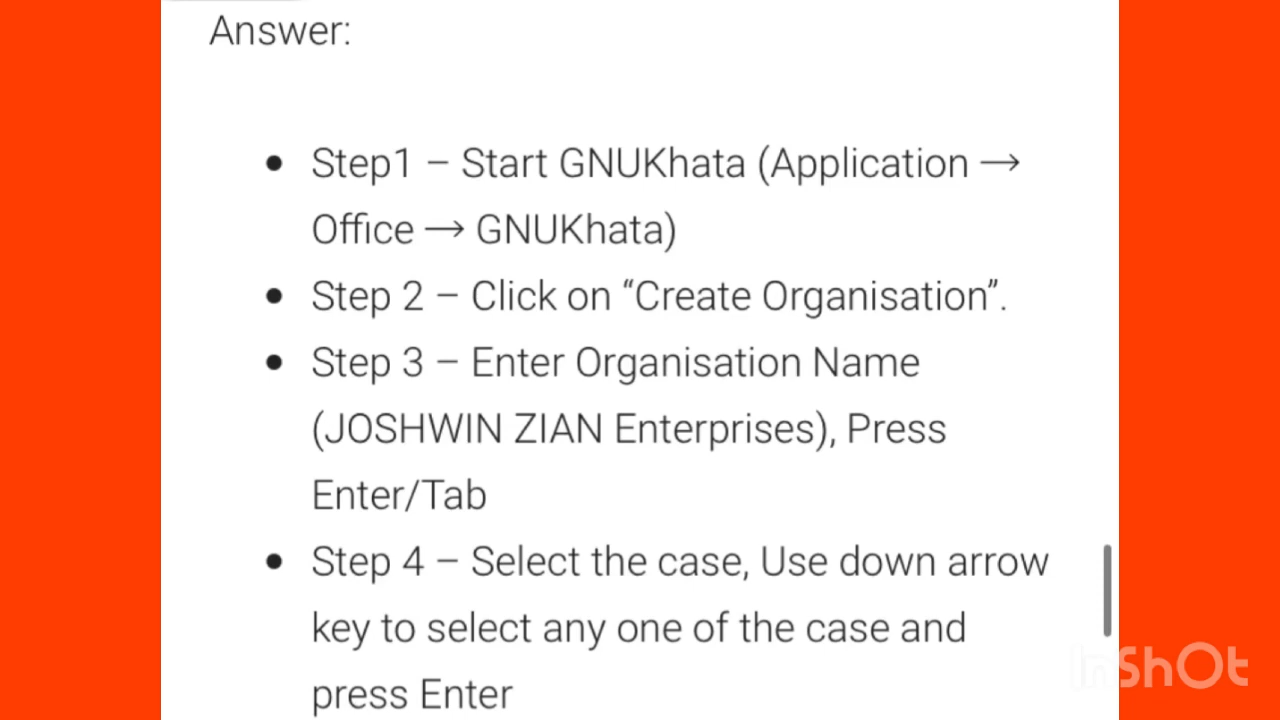 Answer:
• Step1 – Start GNUKhata (Application →
Office → GNUKhata)
• Step 2 – Click on “Create Organisation”.
• Step 3 – Enter Organisation Name
(JOSHWIN ZIAN Enterprises), Press
Enter/Tab
• Step 4 – Select the case, Use down arrow
key to select any one of the case and
press Enter
InShOt